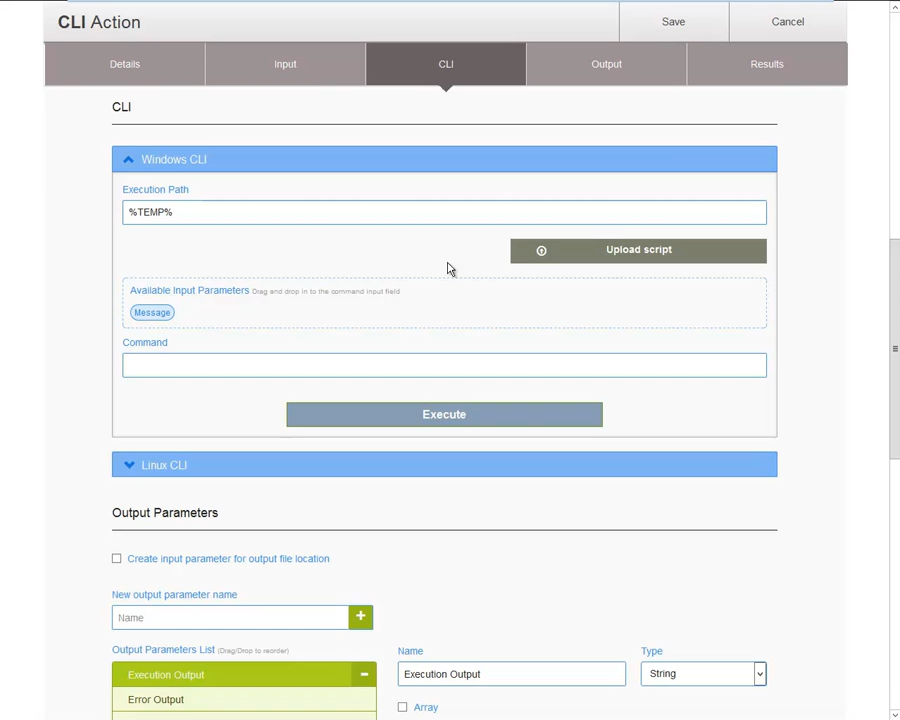 CLI Action
Save
Cancel
Details
Input
CLI
Output
Results
CLI
Windows CLI
Execution Path
%TEMP%
Upload script
Available Input Parameters Drag and drop in to the command input field
Message
Command
Execute
Linux CLI
Output Parameters
Create input parameter for output file location
New output parameter name
Name
Output Parameters List (Drag/Drop to reorder)
Name
Type
Execution Output
Execution Output
String
Error Output
Array